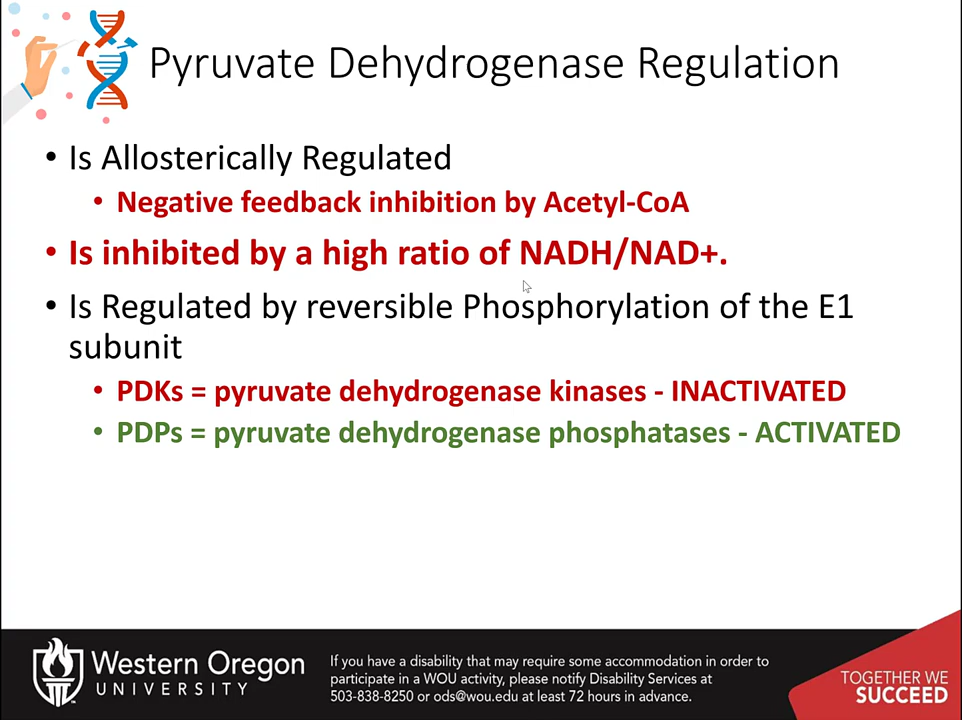 Pyruvate Dehydrogenase Regulation
• Is Allosterically Regulated
• Negative feedback inhibition by Acetyl-CoA
• Is inhibited by a high ratio of NADH/NAD+.
• Is Regulated by reversible Phosphorylation of the E1
subunit
• PDKs = pyruvate dehydrogenase kinases - INACTIVATED
• PDPs = pyruvate dehydrogenase phosphatases - ACTIVATED
Western Oregon
UNIVERSITY
If you have a disability that may require some accommodation in order to
participate in a WOU activity, please notify Disability Services at
503-838-8250 or ods@wou.edu at least 72 hours in advance.
TOGETHER WE
SUCCEED